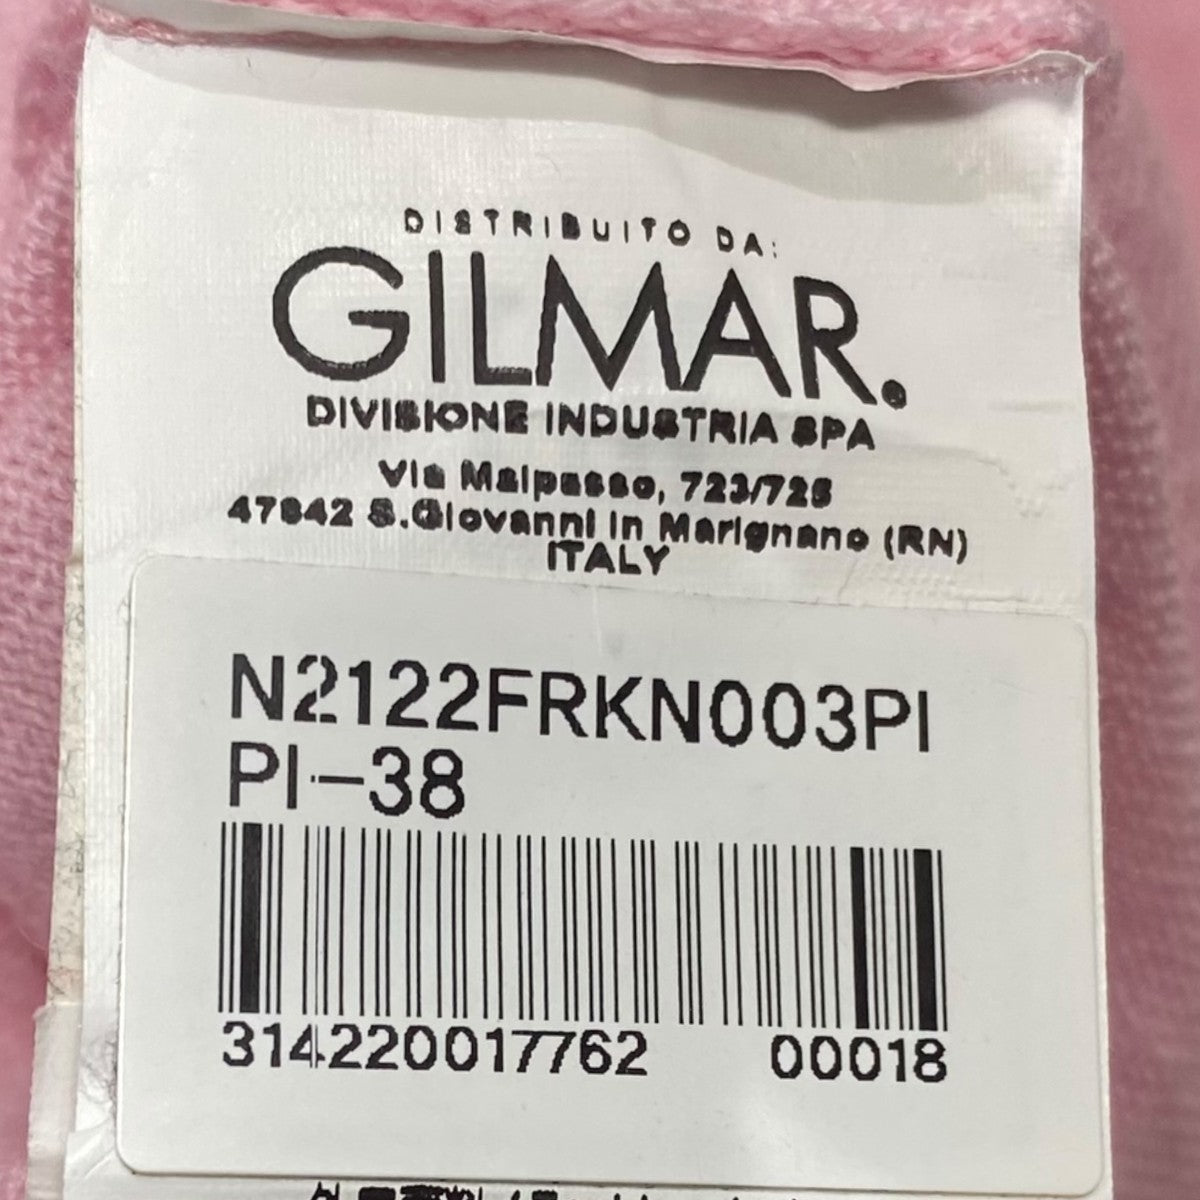 DISTRIBUITO DA:
GILMAR.
DIVISIONE INDUSTRIA SPA
Via Malpasso, 723/725
47842 S.Giovanni in Marignano (RN)
ITALY
N2122FRKN003PI
PI-38
314220017762 00018